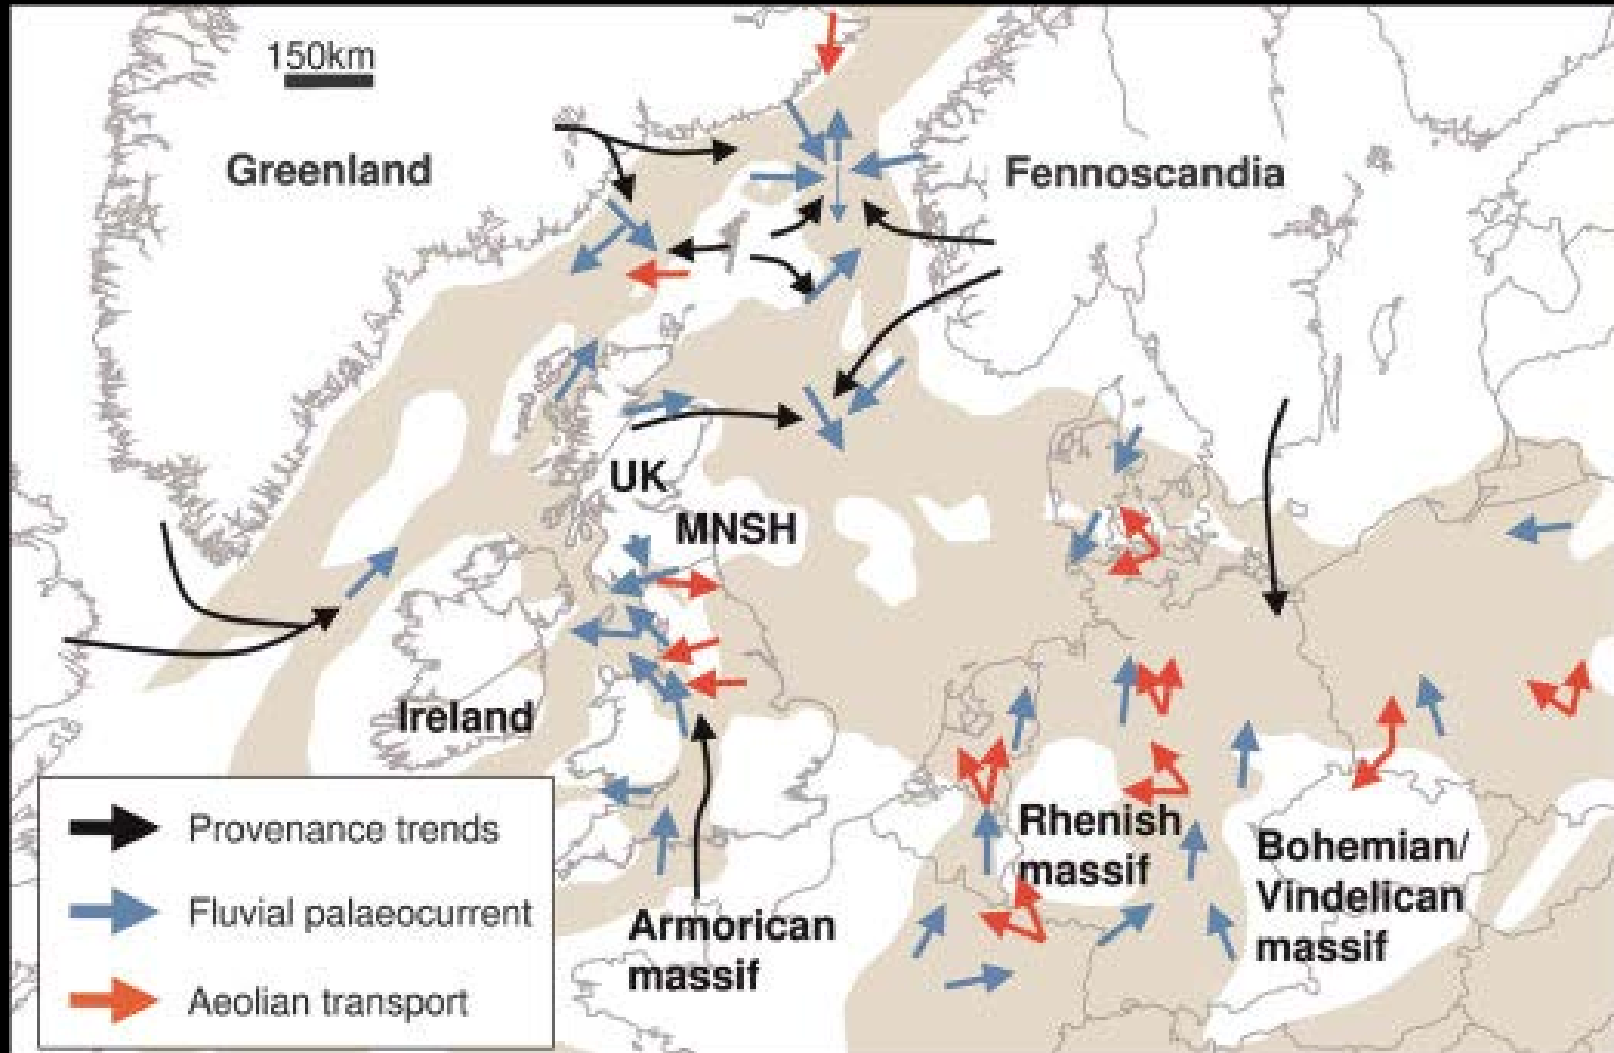 150km
Greenland
Fennoscandia
UK
MNSH
Ireland
Rhenish
massif
Bohemian/
Vindelican
massif
Armorican
massif
Provenance trends
Fluvial palaeocurrent
Aeolian transport